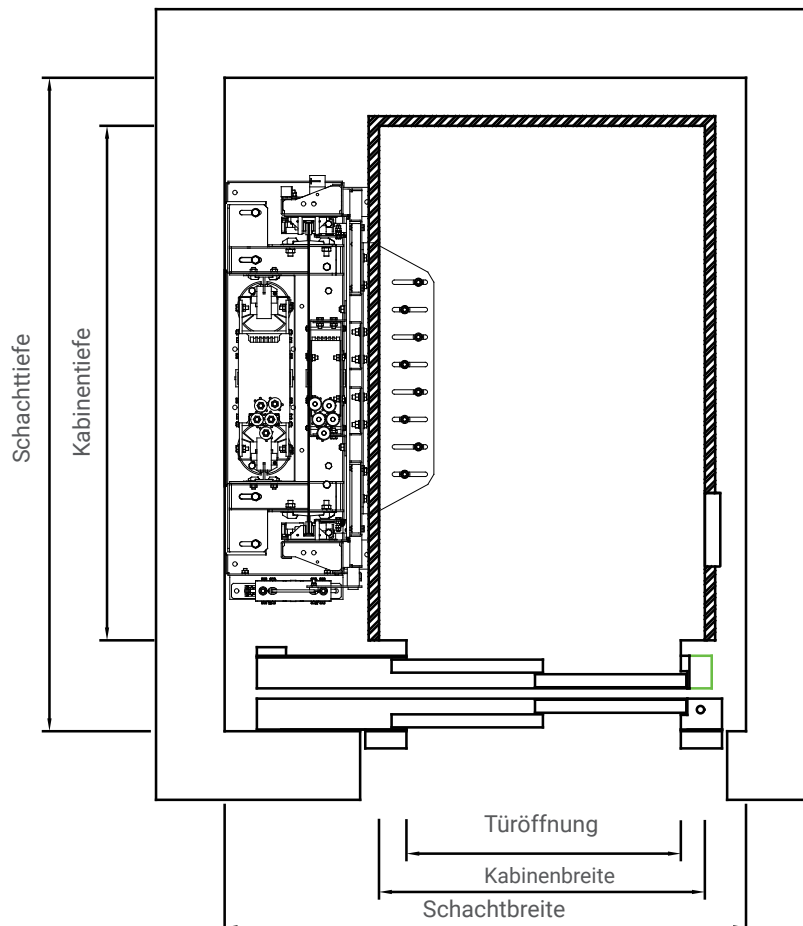 Schachttiefe
Kabinentiefe
Türöffnung
Kabinenbreite
Schachtbreite